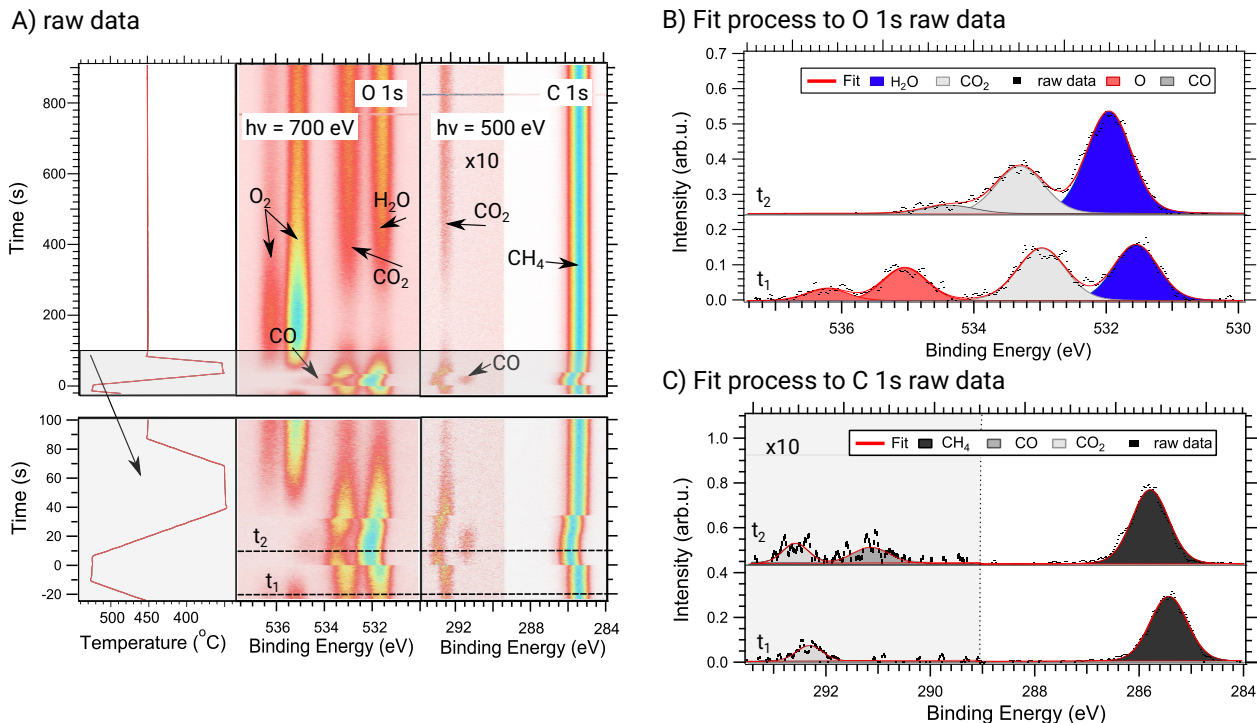 A) raw data
800
600
400
200
0
Time (s)
O 1s
C 1s
hν = 700 eV
hν = 500 eV
x10
O2
H2O
CO2
CO2
CH4
CO
CO
100
80
60
40
20
0
-20
Time (s)
t2
t1
500 450 400
536 534 532
292 290 288 286 284
Temperature (°C)
Binding Energy (eV)
Binding Energy (eV)
B) Fit process to O 1s raw data
0.7
0.5
0.4
0.3
0.2
0.1
0.0
Intensity (arb.u.)
Fit H2O CO2 raw data O CO
t2
t1
536 534 532 530
Binding Energy (eV)
C) Fit process to C 1s raw data
1.0
0.8
0.6
0.4
0.4
0.2
0.0
Intensity (arb.u.)
x10
Fit CH4 CO CO2 raw data
t2
t1
292 290 288 286 284
Binding Energy (eV)